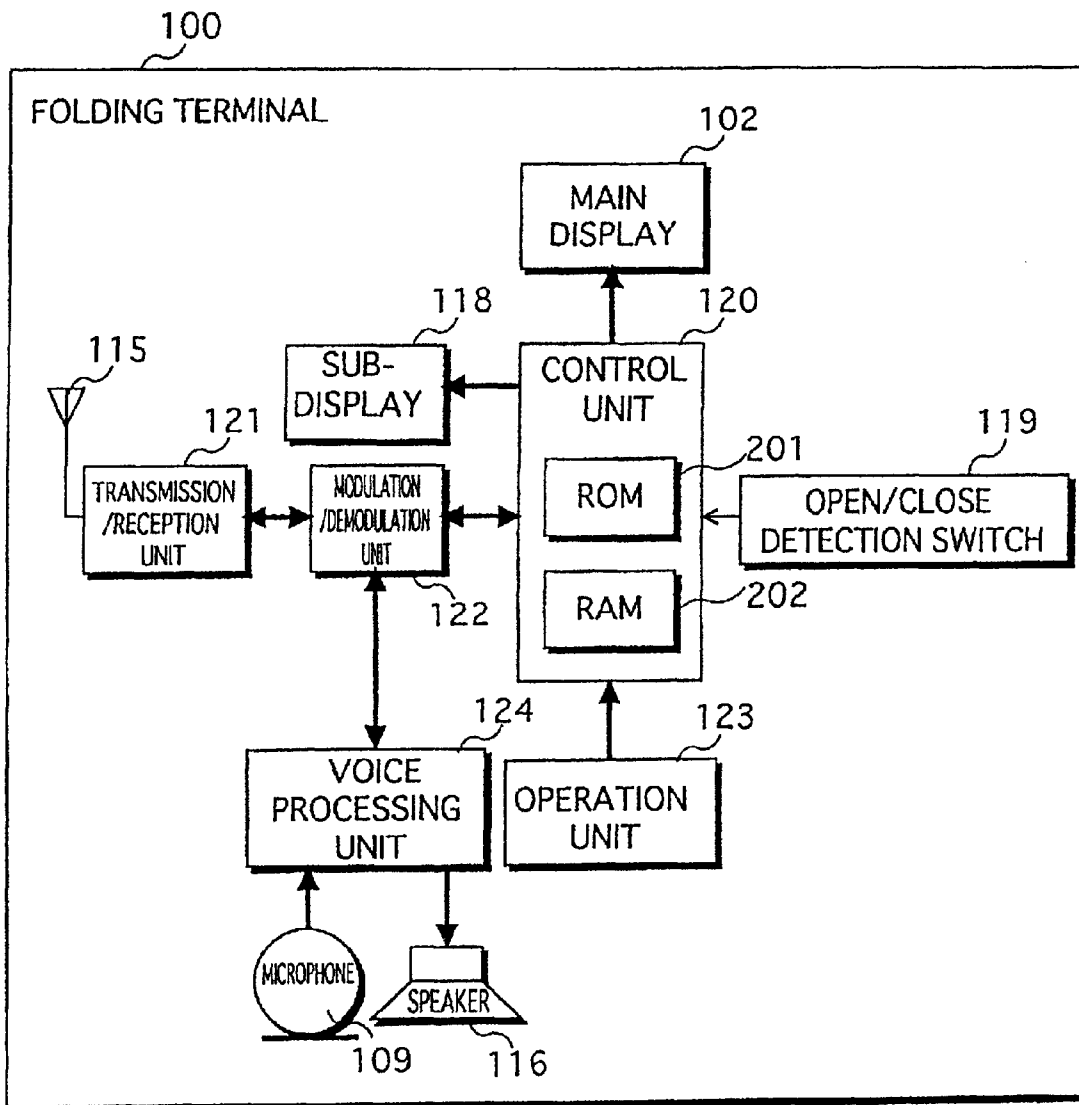 100
FOLDING TERMINAL
102
MAIN
DISPLAY
118
120
SUB-
DISPLAY
CONTROL
UNIT
115
121
TRANSMISSION
/RECEPTION
UNIT
MODULATION
/DEMODULATION
UNIT
122
201
ROM
119
OPEN/CLOSE
DETECTION SWITCH
RAM
202
124
VOICE
PROCESSING
UNIT
123
OPERATION
UNIT
MICROPHONE
109
SPEAKER
116